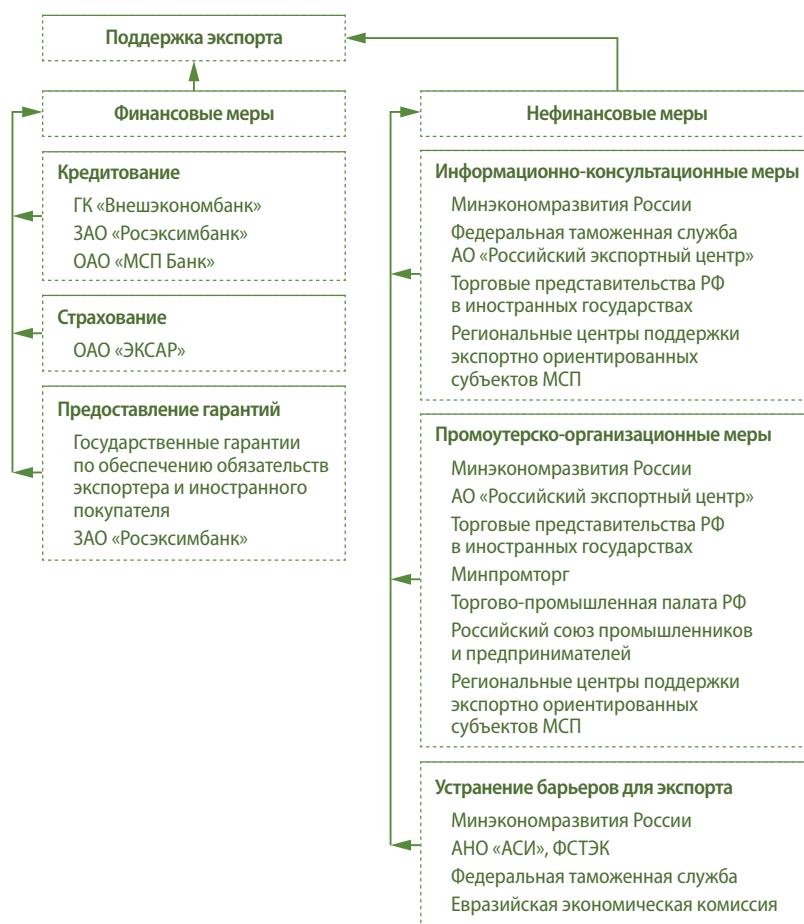 Поддержка экспорта
Финансовые меры
Кредитование
ГК «Внешэкономбанк»
ЗАО «Росэксимбанк»
ОАО «МСП Банк»
Страхование
ОАО «ЭКСАР»
Предоставление гарантий
Государственные гарантии
по обеспечению обязательств
экспортера и иностранного
покупателя
ЗАО «Росэксимбанк»
Нефинансовые меры
Информационно-консультационные меры
Минэкономразвития России
Федеральная таможенная служба
АО «Российский экспортный центр»
Торговые представительства РФ
в иностранных государствах
Региональные центры поддержки
экспортно ориентированных
субъектов МСП
Промоутерско-организационные меры
Минэкономразвития России
АО «Российский экспортный центр»
Торговые представительства РФ
в иностранных государствах
Минпромторг
Торгово-промышленная палата РФ
Российский союз промышленников
и предпринимателей
Региональные центры поддержки
экспортно ориентированных
субъектов МСП
Устранение барьеров для экспорта
Минэкономразвития России
АНО «АСИ», ФСТЭК
Федеральная таможенная служба
Евразийская экономическая комиссия